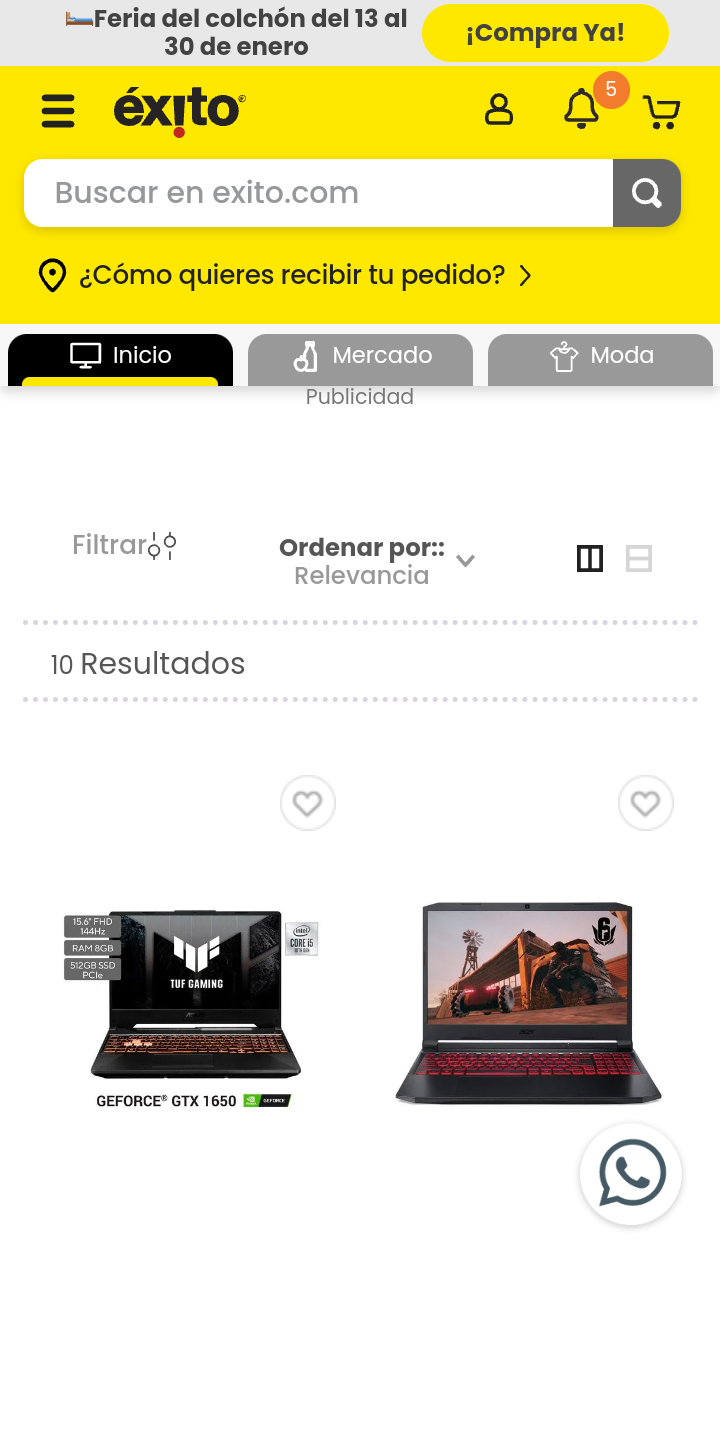 Feria del colchón del 13 al
30 de enero
¡Compra Ya!
éxito
5
Buscar en exito.com
¿Cómo quieres recibir tu pedido?
Inicio
Mercado
Moda
Publicidad
Filtrar
Ordenar por::
Relevancia
10 Resultados
15.6" FHD
144Hz
RAM 8GB
512GB SSD
PCIe
intel
CORE i5
TUF GAMING
GEFORCE® GTX 1650
GEFORCE